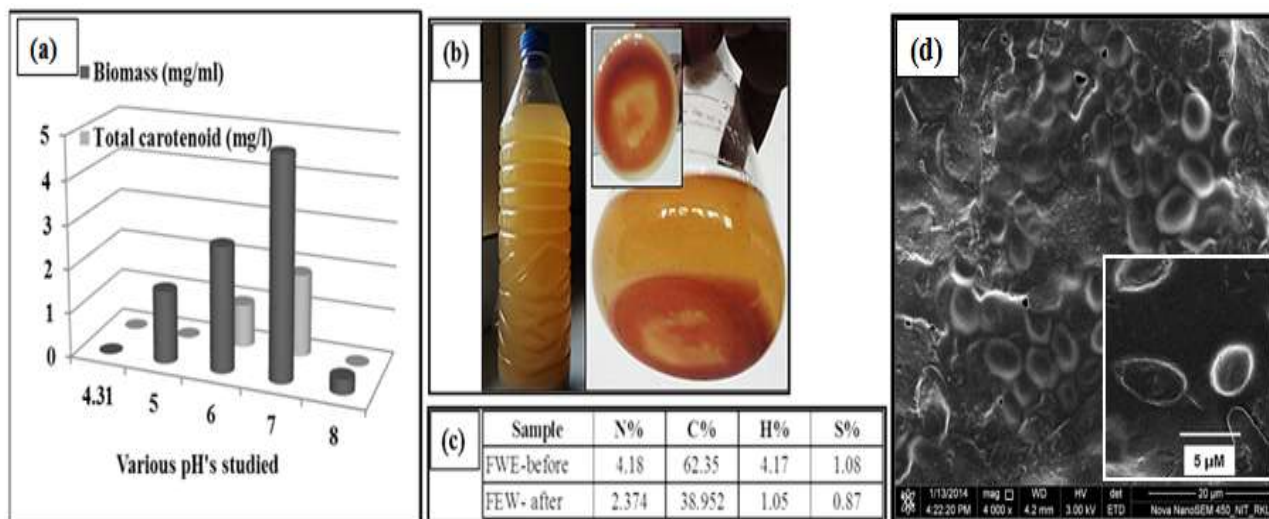 (a)
Biomass (mg/ml)
Total carotenoid (mg/l)
5
4
3
2
1
0
4.31
5
6
7
8
Various pH's studied
(b)
(c)
Sample N% C% H% S%
FWE-before 4.18 62.35 4.17 1.08
FEW- after 2.374 38.952 1.05 0.87
(d)
5 µM
1/13/2014 mag WD HV det 20 µm
4:22:20 PM 4 000 x 4.2 mm 3.00 kV ETD Nova NanoSEM 450_NIT_RKL